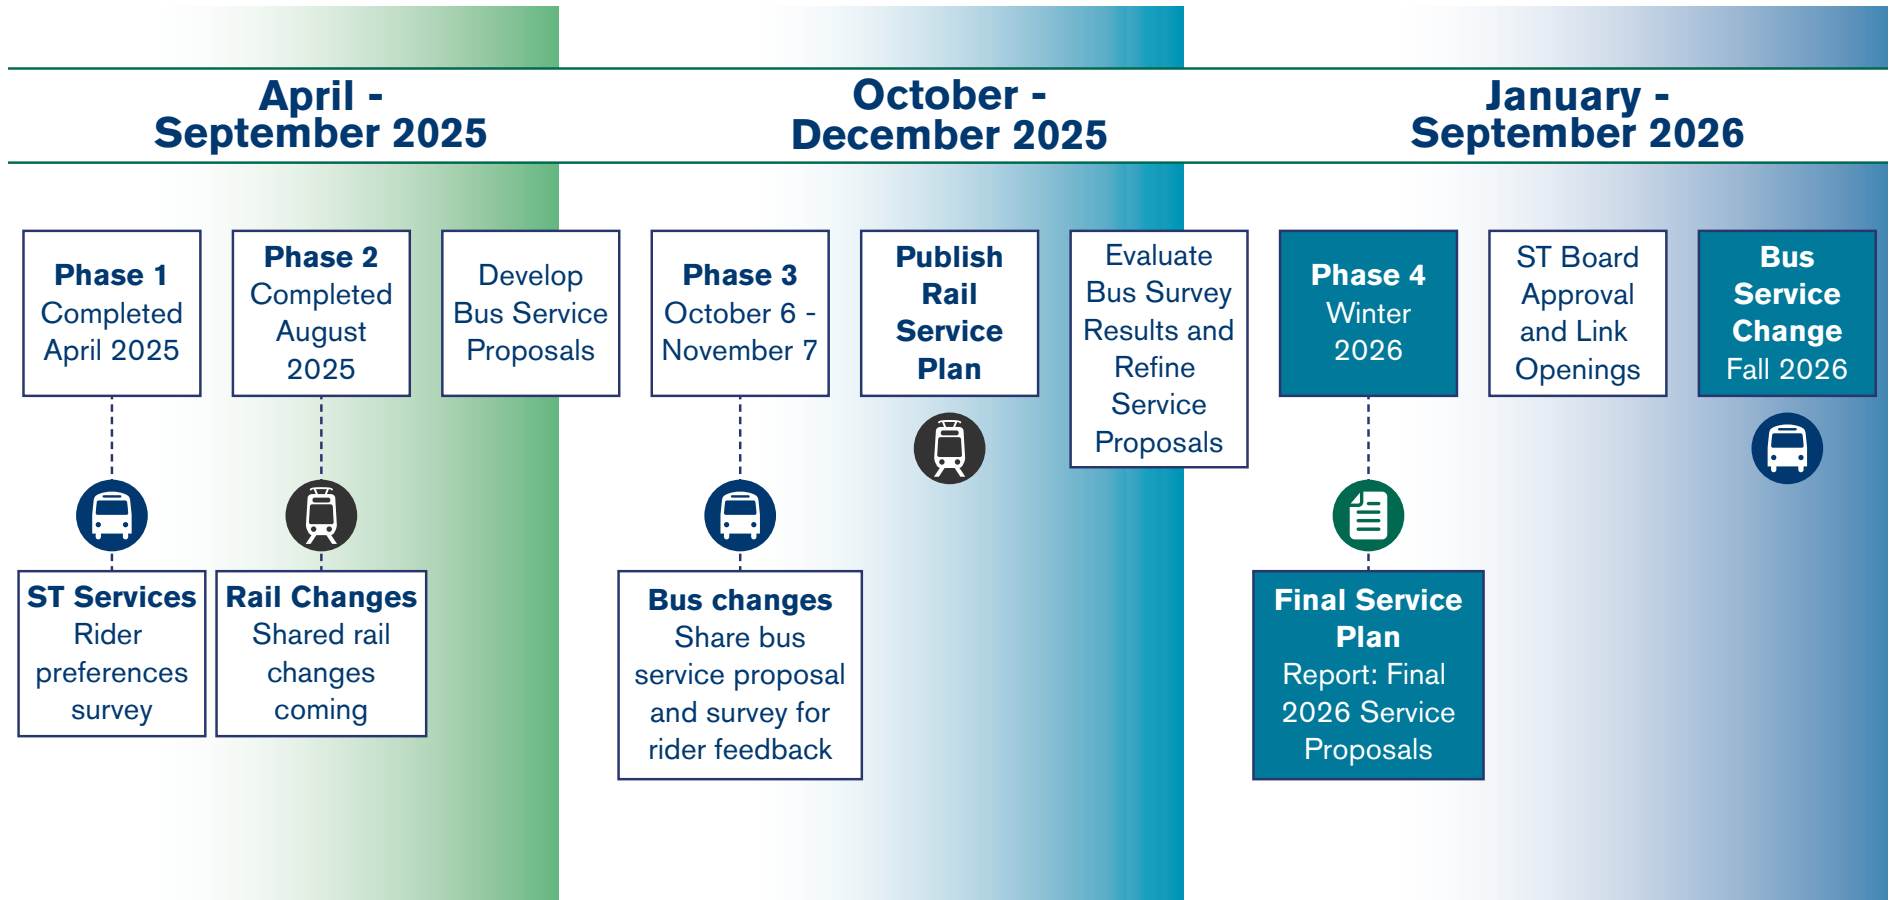 April -
September 2025
October -
December 2025
January -
September 2026
Phase 1
Completed
April 2025
Phase 2
Completed
August
2025
Develop
Bus Service
Proposals
Phase 3
October 6 -
November 7
Publish
Rail
Service
Plan
Evaluate
Bus Survey
Results and
Refine
Service
Proposals
Phase 4
Winter
2026
ST Board
Approval
and Link
Openings
Bus
Service
Change
Fall 2026
ST Services
Rider
preferences
survey
Rail Changes
Shared rail
changes
coming
Bus changes
Share bus
service proposal
and survey for
rider feedback
Final Service
Plan
Report: Final
2026 Service
Proposals